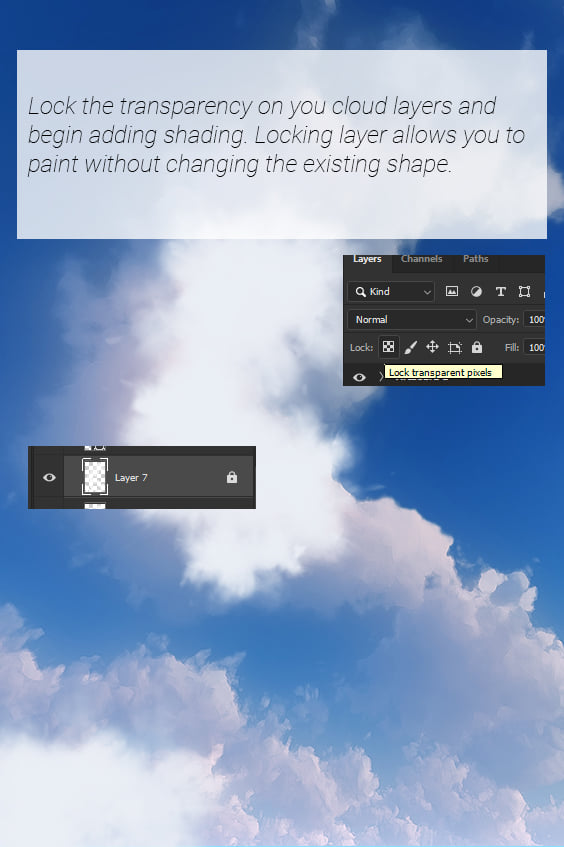 Lock the transparency on you cloud layers and
begin adding shading. Locking layer allows you to
paint without changing the existing shape.
Layers Channels Paths
Kind
Normal Opacity: 100
Lock: Fill: 100
Lock transparent pixels
Layer 7